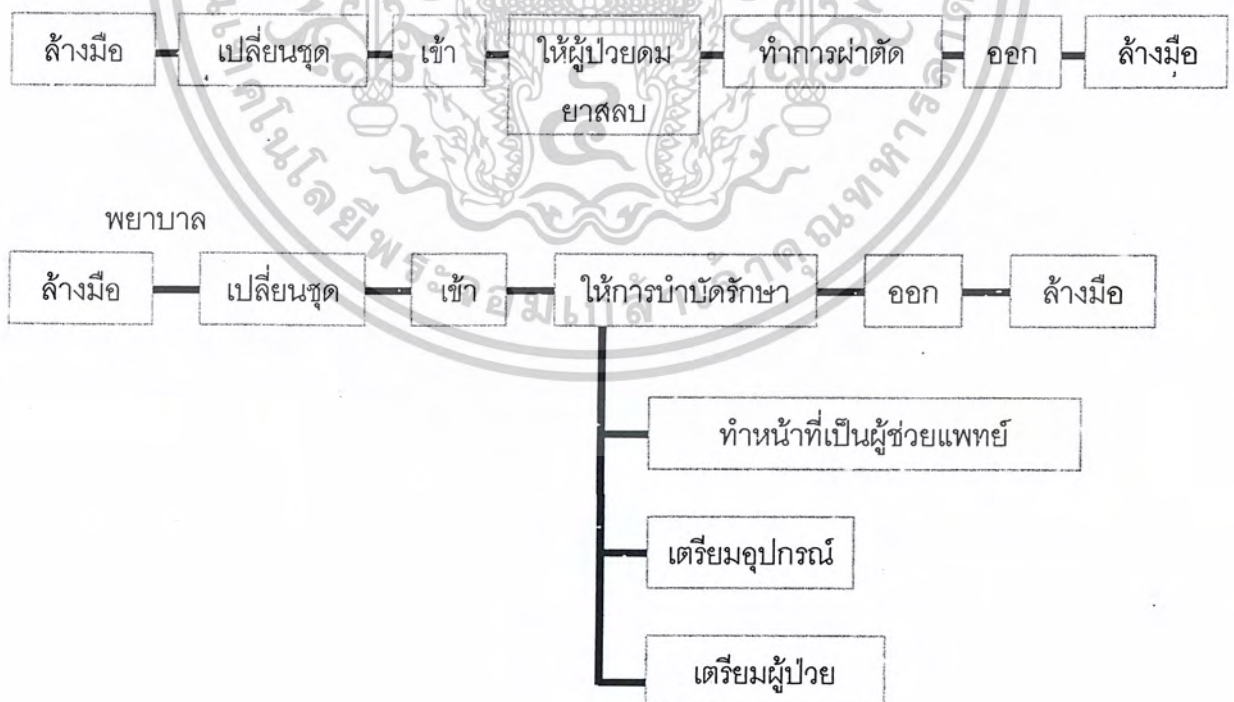 ล้างมือ เปลี่ยนชุด เข้า ให้ผู้ป่วยดม ทำการผ่าตัด ออก ล้างมือ
ยาสลบ
พยาบาล
ล้างมือ เปลี่ยนชุด เข้า ให้การบำบัดรักษา ออก ล้างมือ
ทำหน้าที่เป็นผู้ช่วยแพทย์
เตรียมอุปกรณ์
เตรียมผู้ป่วย